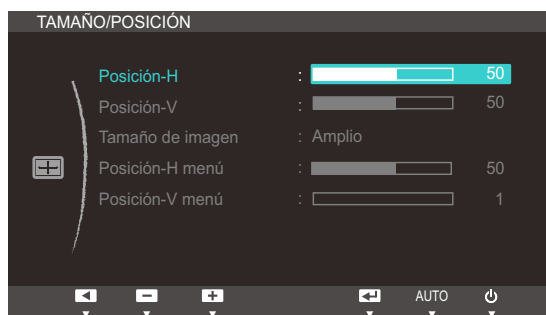 TAMAÑO/POSICIÓN
Posición-H : 50
Posición-V : 50
Tamaño de imagen : Amplio
Posición-H menú : 50
Posición-V menú : 1
AUTO